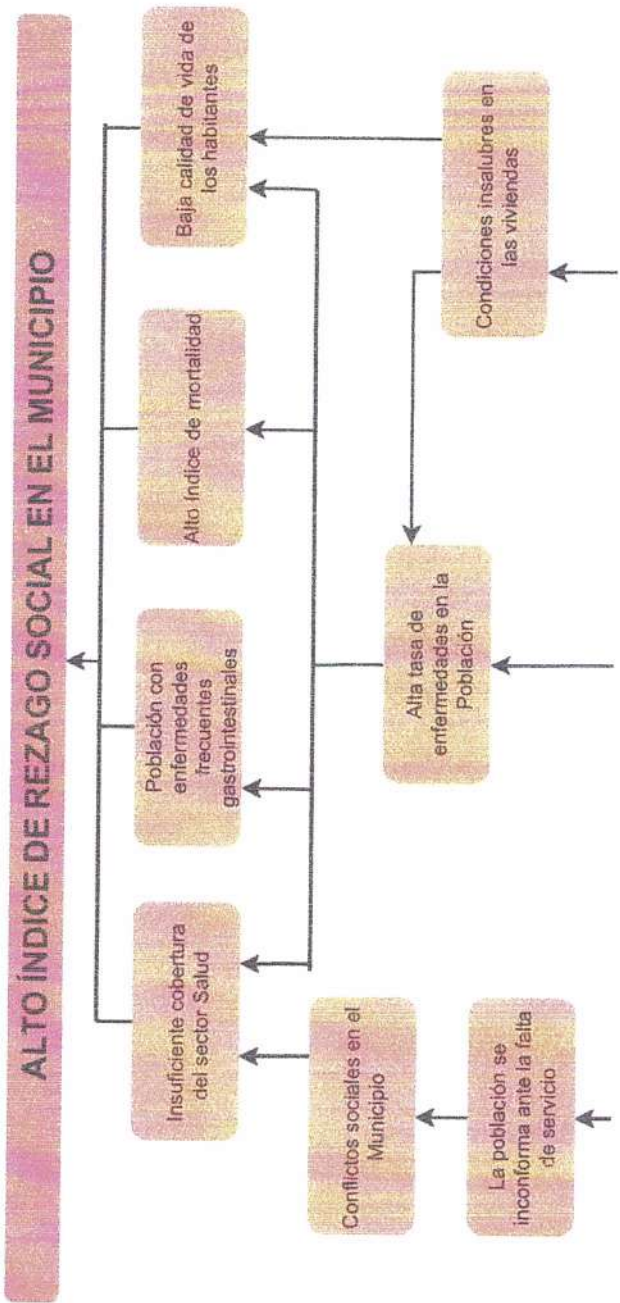 ALTO ÍNDICE DE REZAGO SOCIAL EN EL MUNICIPIO
Insuficiente cobertura
del sector Salud
Población con
enfermedades
frecuentes
gastrointestinales
Alto Índice de mortalidad
Baja calidad de vida de
los habitantes
Conflictos sociales en el
Municipio
Alta tasa de
enfermedades en la
Población
Condiciones insalubres en
las viviendas
La población se
inconforma ante la falta
de servicio